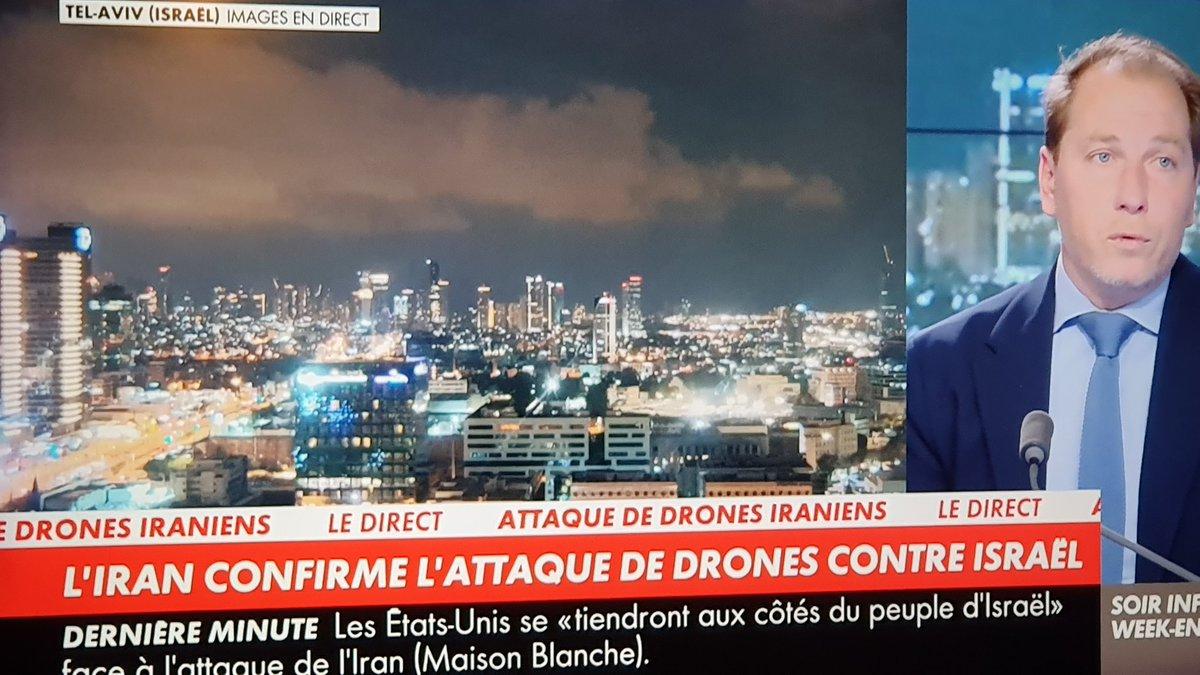 TEL-AVIV (ISRAËL) IMAGES EN DIRECT
DE DRONES IRANIENS LE DIRECT ATTAQUE DE DRONES IRANIENS LE DIRECT A
L'IRAN CONFIRME L'ATTAQUE DE DRONES CONTRE ISRAËL
DERNIÈRE MINUTE Les États-Unis se «tiendront aux côtés du peuple d'Israël»
face à l'attaque de l'Iran (Maison Blanche).
SOIR INF
WEEK-EN